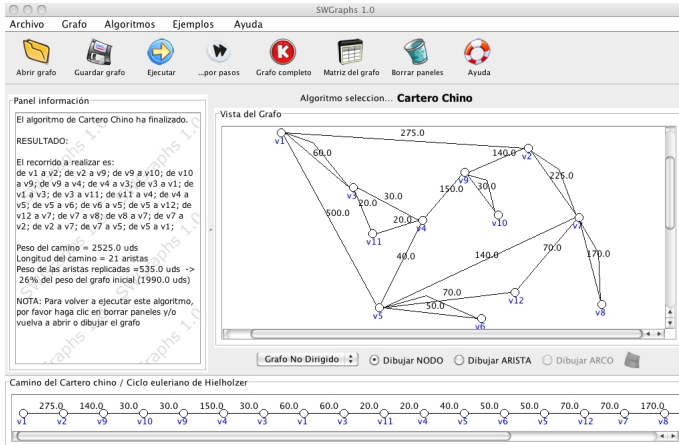 SWGraphs 1.0
Archivo Grafo Algoritmos Ejemplos Ayuda
Abrir grafo Guardar grafo Ejecutar ...por pasos Grafo completo Matriz del grafo Borrar paneles Ayuda
Panel información
El algoritmo de Cartero Chino ha finalizado.
RESULTADO:
El recorrido a realizar es:
de v1 a v2; de v2 a v9; de v9 a v10; de v10
a v9; de v9 a v4; de v4 a v3; de v3 a v1; de
v1 a v3; de v3 a v11; de v11 a v4; de v4 a
v5; de v5 a v6; de v6 a v5; de v5 a v12; de
v12 a v7; de v7 a v8; de v8 a v7; de v7 a
v2; de v2 a v7; de v7 a v5; de v5 a v1;
Peso del camino = 2525.0 uds
Longitud del camino = 21 aristas
Peso de las aristas replicadas =535.0 uds ->
26% del peso del grafo inicial (1990.0 uds)
NOTA: Para volver a ejecutar este algoritmo,
por favor haga clic en borrar paneles y/o
vuelva a abrir o dibujar el grafo
Algoritmo seleccion... Cartero Chino
Vista del Grafo
275.0
v1
60.0
140.0
v2
v9
225.0
v3
30.0
150.0
30.0
20.0
500.0
20.0
v10
v4
v7
v11
40.0
140.0
70.0
170.0
70.0
v12
50.0
v5
v6
v8
Grafo No Dirigido Dibujar NODO Dibujar ARISTA Dibujar ARCO
Camino del Cartero chino / Ciclo euleriano de Hielholzer
275.0 140.0 30.0 30.0 150.0 30.0 60.0 60.0 20.0 20.0 40.0 50.0 50.0 70.0 70.0 170.0
v1 v2 v9 v10 v9 v4 v3 v1 v3 v11 v4 v5 v6 v5 v12 v7 v8